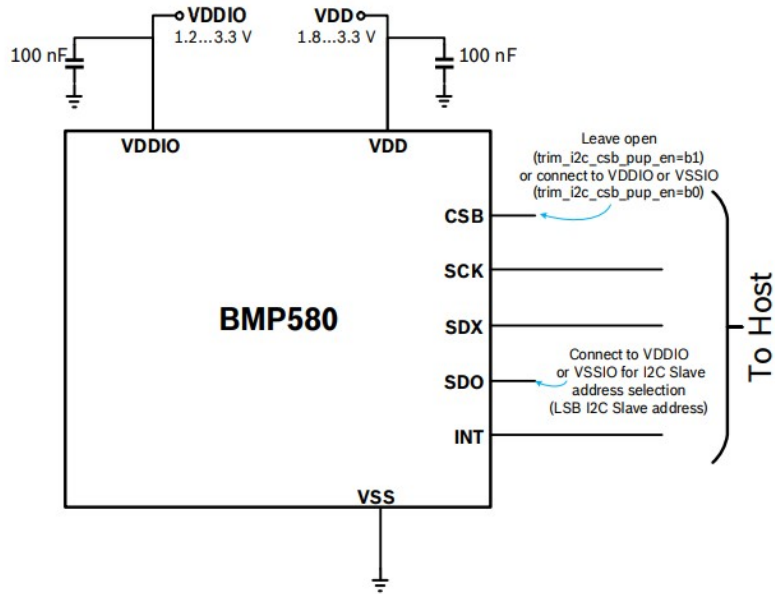 VDDIO
1.2...3.3 V
VDD
1.8...3.3 V
100 nF
100 nF
VDDIO
VDD
Leave open
(trim_i2c_csb_pup_en=b1)
or connect to VDDIO or VSSIO
(trim_i2c_csb_pup_en=b0)
CSB
SCK
BMP580
SDX
Connect to VDDIO
or VSSIO for I2C Slave
address selection
(LSB I2C Slave address)
SDO
INT
To Host
VSS